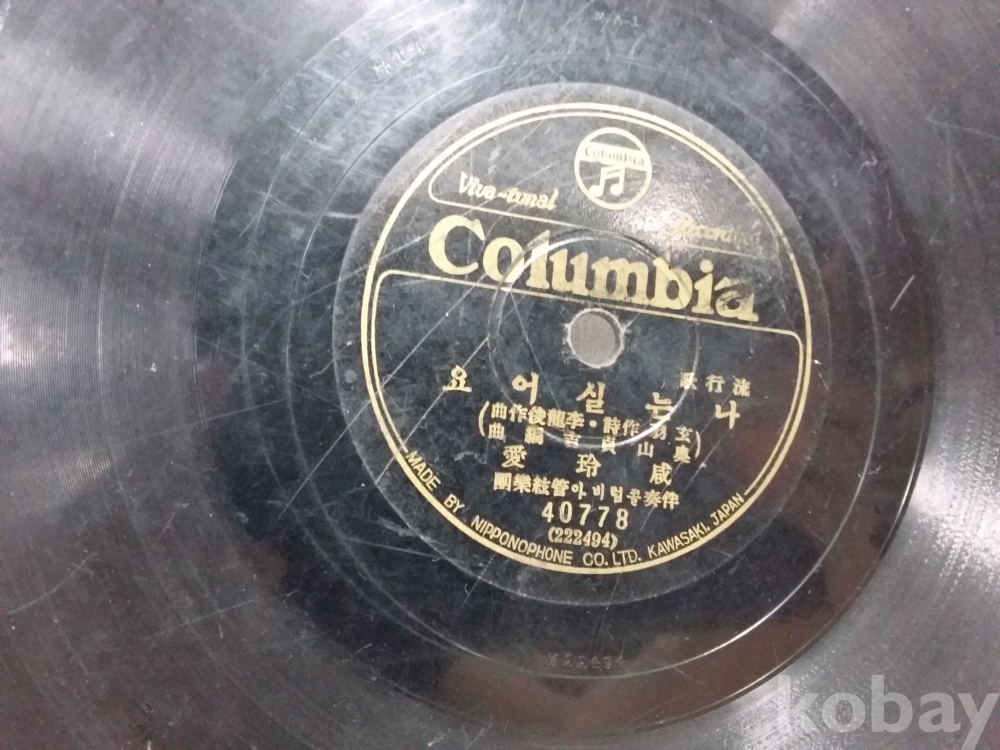 Columbia
Viva-tonal Recording
Columbia
流行歌
나는실어요
(玄羽作詩・李龍俊作曲
奧山貞吉編曲)
咸玲愛
伴奏콜럼비아管絃樂團
40778
(222494)
MADE BY NIPPONOPHONE CO. LTD. KAWASAKI, JAPAN
kobay